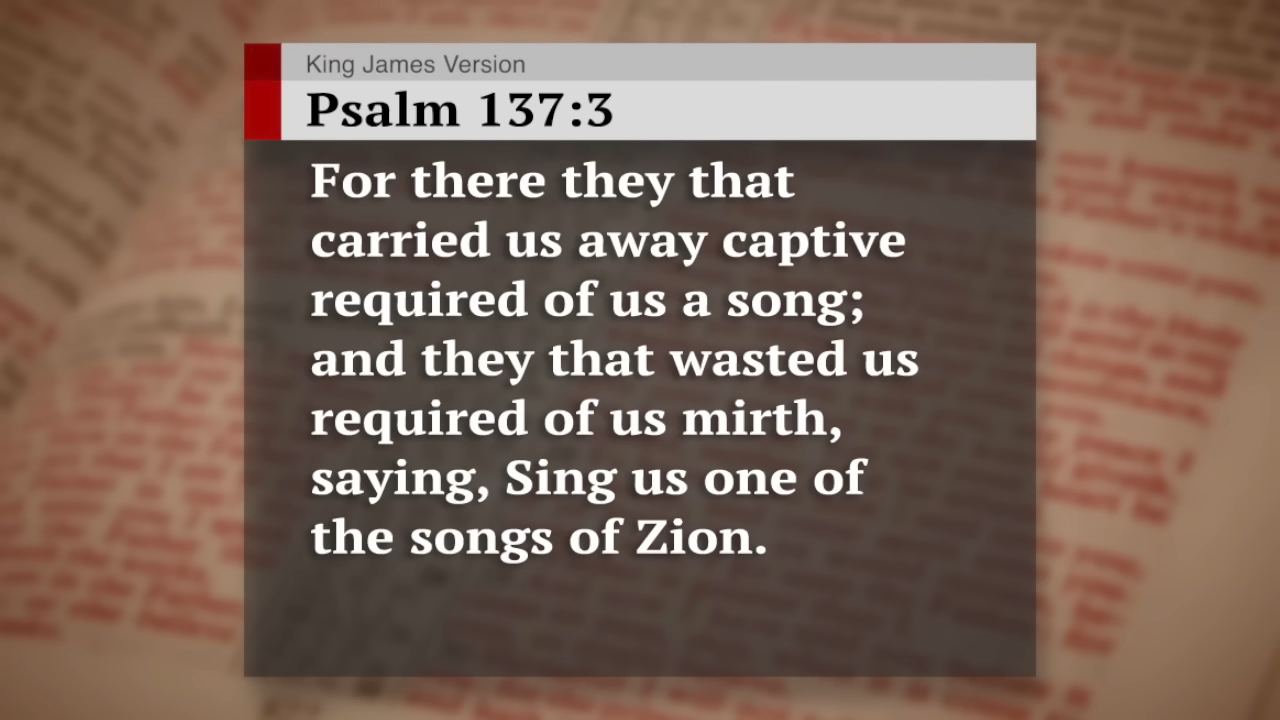 King James Version
Psalm 137:3
For there they that
carried us away captive
required of us a song;
and they that wasted us
required of us mirth,
saying, Sing us one of
the songs of Zion.